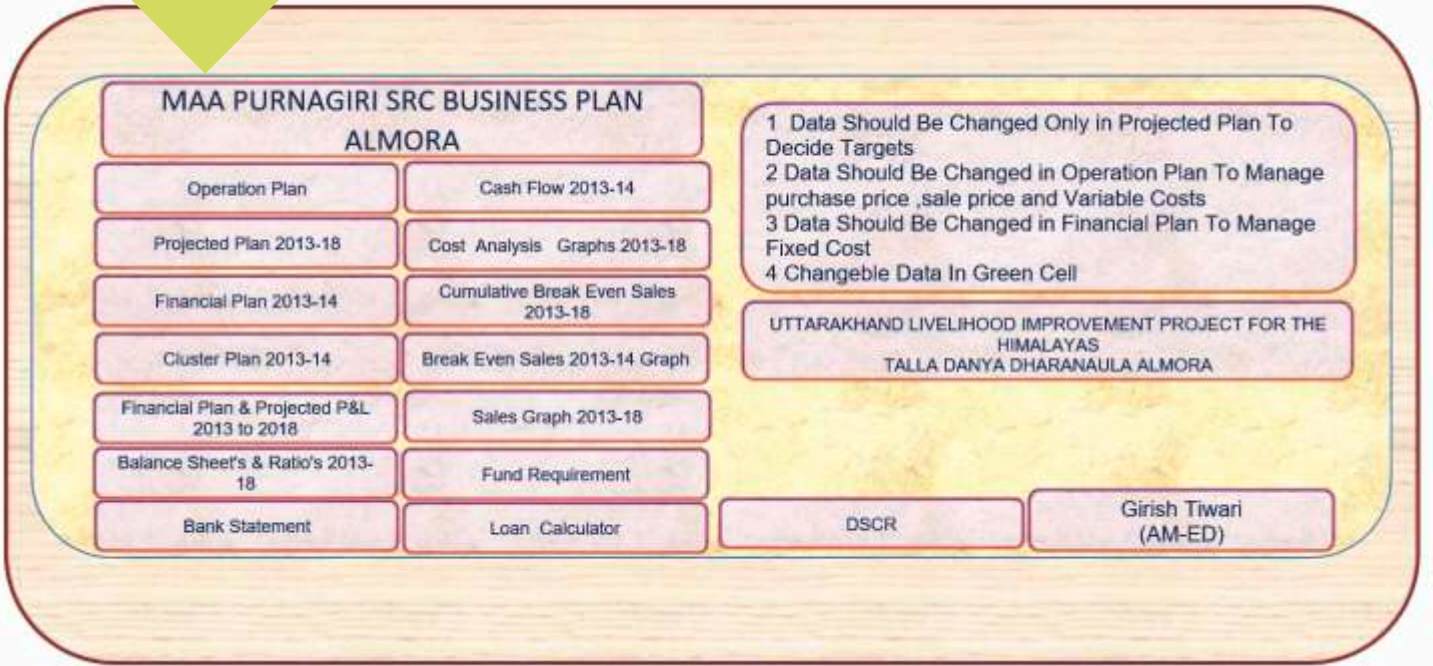 MAA PURNAGIRI SRC BUSINESS PLAN
ALMORA
Operation Plan
Cash Flow 2013-14
Projected Plan 2013-18
Cost Analysis Graphs 2013-18
Financial Plan 2013-14
Cumulative Break Even Sales
2013-18
Cluster Plan 2013-14
Break Even Sales 2013-14 Graph
Financial Plan & Projected P&L
2013 to 2018
Sales Graph 2013-18
Balance Sheet's & Ratio's 2013-
18
Fund Requirement
Bank Statement
Loan Calculator
1 Data Should Be Changed Only in Projected Plan To
Decide Targets
2 Data Should Be Changed in Operation Plan To Manage
purchase price ,sale price and Variable Costs
3 Data Should Be Changed in Financial Plan To Manage
Fixed Cost
4 Changeble Data In Green Cell
UTTARAKHAND LIVELIHOOD IMPROVEMENT PROJECT FOR THE
HIMALAYAS
TALLA DANYA DHARANAULA ALMORA
DSCR
Girish Tiwari
(AM-ED)